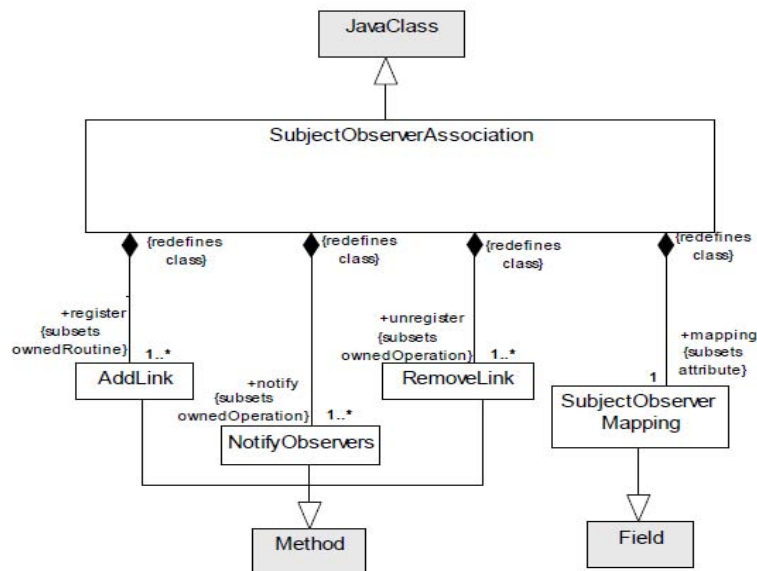 JavaClass
SubjectObserverAssociation
{redefines
class}
{redefines
class}
{redefines
class}
{redefines
class}
+register
{subsets
ownedRoutine}
1..*
AddLink
+notify
{subsets
ownedOperation}
1..*
NotifyObservers
+unregister
{subsets
ownedOperation}
1..*
RemoveLink
+mapping
{subsets
attribute}
1
SubjectObserver
Mapping
Method
Field